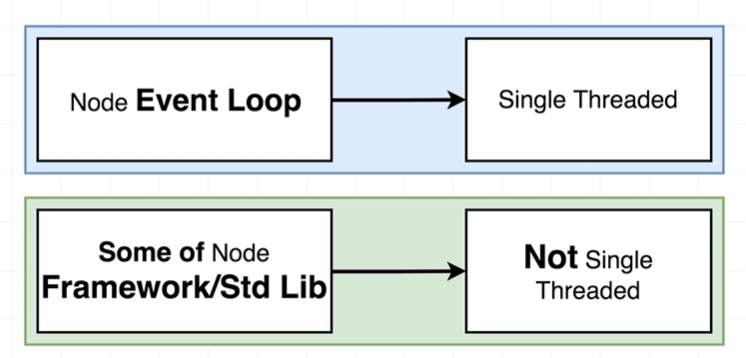 Node Event Loop
Single Threaded
Some of Node
Framework/Std Lib
Not Single
Threaded